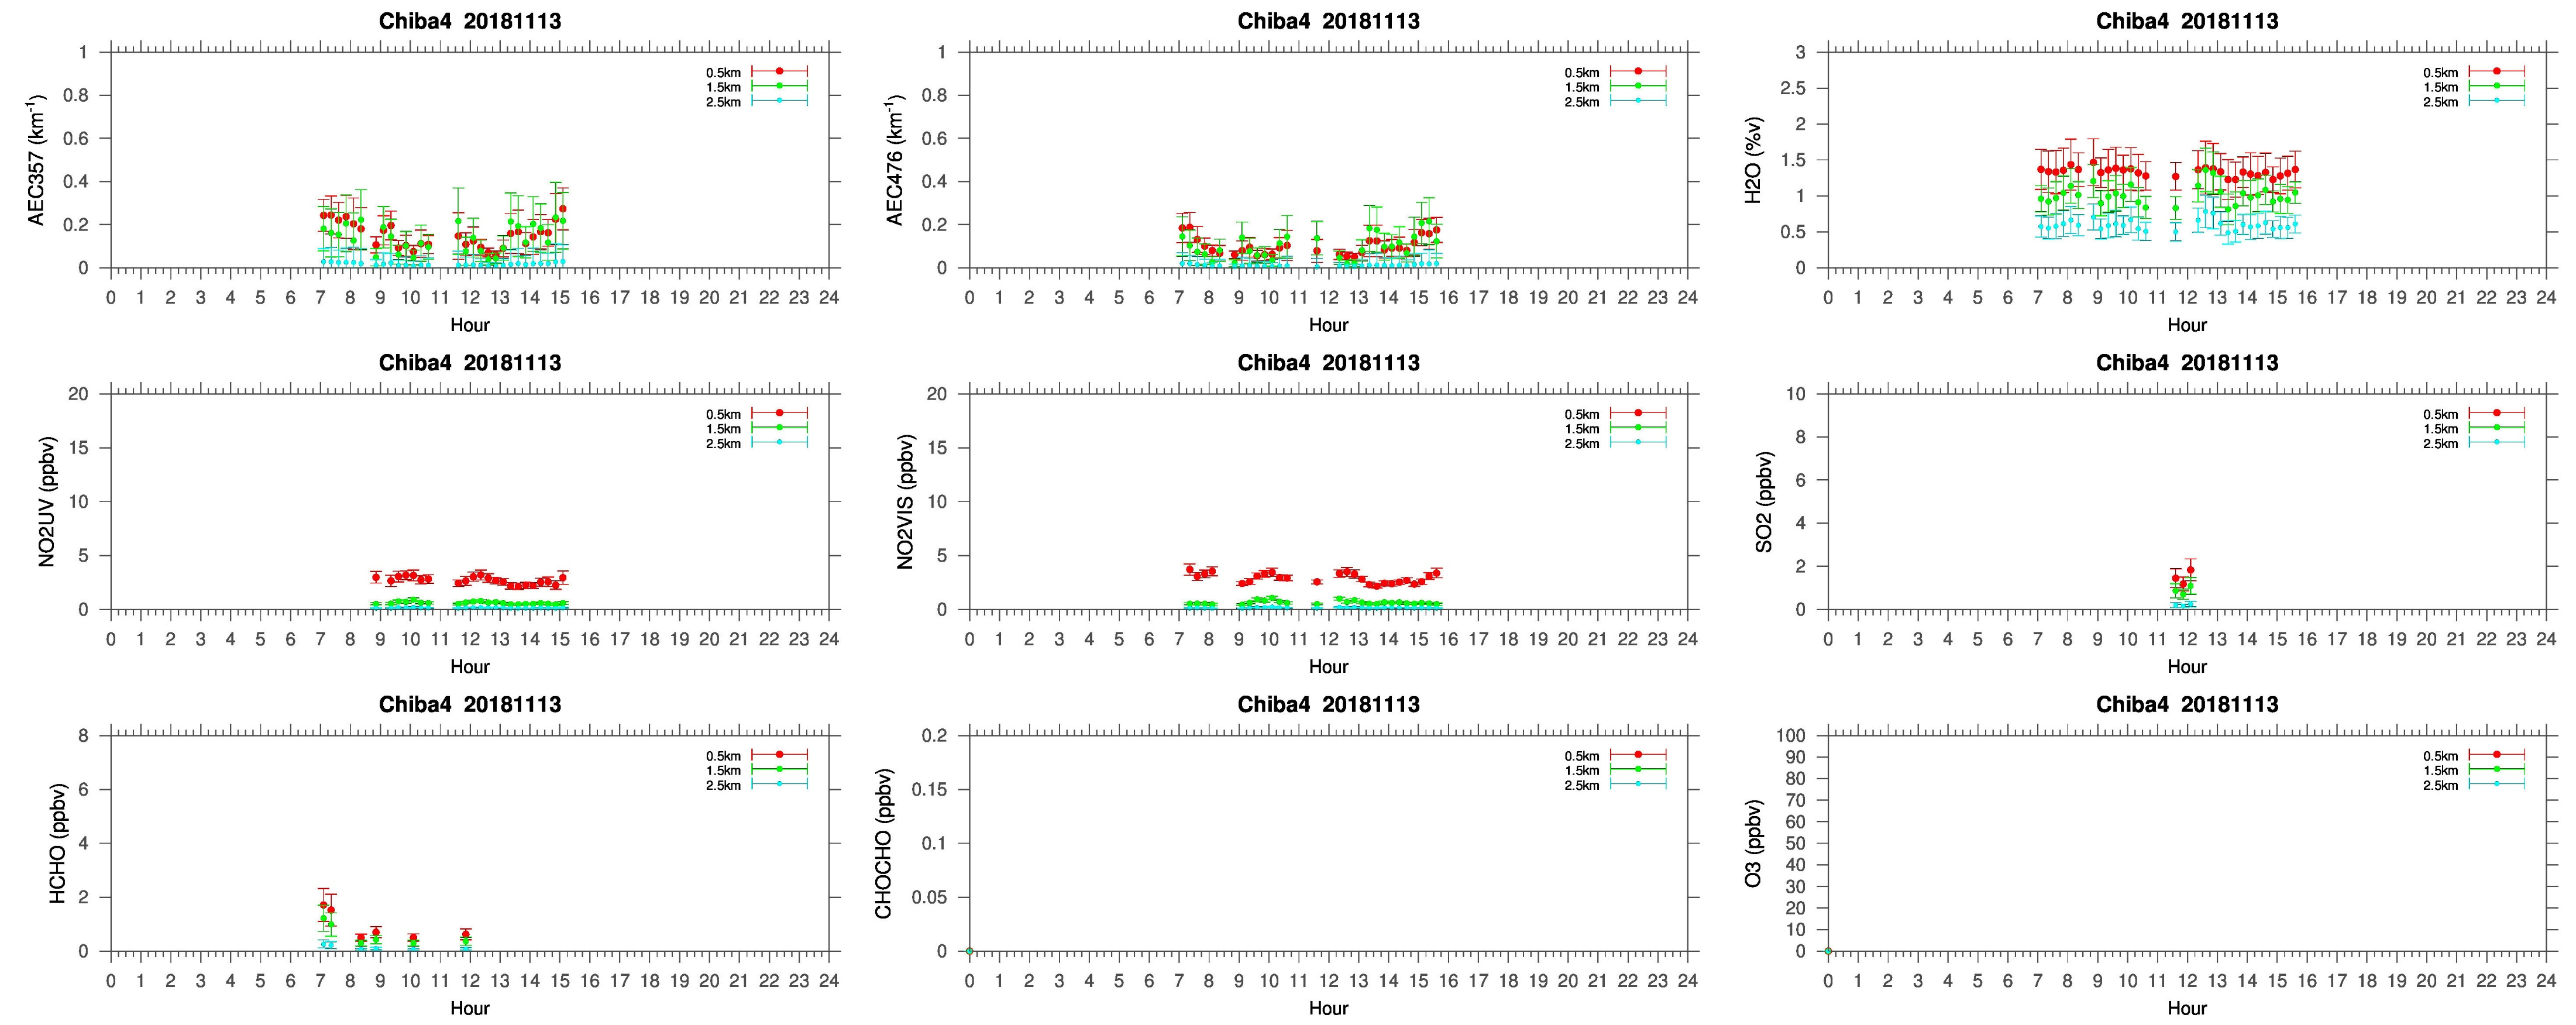 Chiba4 20181113
AEC357 (km-1)
1
0.8
0.6
0.4
0.2
0
0.5km
1.5km
2.5km
0 1 2 3 4 5 6 7 8 9 10 11 12 13 14 15 16 17 18 19 20 21 22 23 24
Hour
Chiba4 20181113
AEC476 (km-1)
1
0.8
0.6
0.4
0.2
0
0.5km
1.5km
2.5km
0 1 2 3 4 5 6 7 8 9 10 11 12 13 14 15 16 17 18 19 20 21 22 23 24
Hour
Chiba4 20181113
H2O (%v)
3
2.5
2
1.5
1
0.5
0
0.5km
1.5km
2.5km
0 1 2 3 4 5 6 7 8 9 10 11 12 13 14 15 16 17 18 19 20 21 22 23 24
Hour
Chiba4 20181113
NO2UV (ppbv)
20
15
10
5
0
0.5km
1.5km
2.5km
0 1 2 3 4 5 6 7 8 9 10 11 12 13 14 15 16 17 18 19 20 21 22 23 24
Hour
Chiba4 20181113
NO2VIS (ppbv)
20
15
10
5
0
0.5km
1.5km
2.5km
0 1 2 3 4 5 6 7 8 9 10 11 12 13 14 15 16 17 18 19 20 21 22 23 24
Hour
Chiba4 20181113
SO2 (ppbv)
10
8
6
4
2
0
0.5km
1.5km
2.5km
0 1 2 3 4 5 6 7 8 9 10 11 12 13 14 15 16 17 18 19 20 21 22 23 24
Hour
Chiba4 20181113
HCHO (ppbv)
8
6
4
2
0
0.5km
1.5km
2.5km
0 1 2 3 4 5 6 7 8 9 10 11 12 13 14 15 16 17 18 19 20 21 22 23 24
Hour
Chiba4 20181113
CHOCHO (ppbv)
0.2
0.15
0.1
0.05
0
0.5km
1.5km
2.5km
0 1 2 3 4 5 6 7 8 9 10 11 12 13 14 15 16 17 18 19 20 21 22 23 24
Hour
Chiba4 20181113
O3 (ppbv)
100
90
80
70
60
50
40
30
20
10
0
0.5km
1.5km
2.5km
0 1 2 3 4 5 6 7 8 9 10 11 12 13 14 15 16 17 18 19 20 21 22 23 24
Hour